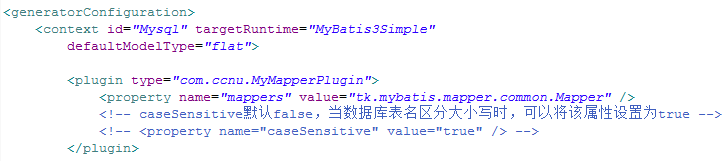 <generatorConfiguration>
<context id="Mysql" targetRuntime="MyBatis3Simple"
defaultModelType="flat">
<plugin type="com.ccnu.MyMapperPlugin">
<property name="mappers" value="tk.mybatis.mapper.common.Mapper" />
<!-- caseSensitive默认false，当数据库表名区分大小写时，可以将该属性设置为true -->
<!-- <property name="caseSensitive" value="true" /> -->
</plugin>